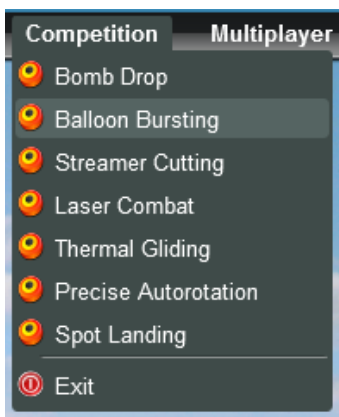 Competition Multiplayer
Bomb Drop
Balloon Bursting
Streamer Cutting
Laser Combat
Thermal Gliding
Precise Autorotation
Spot Landing
Exit